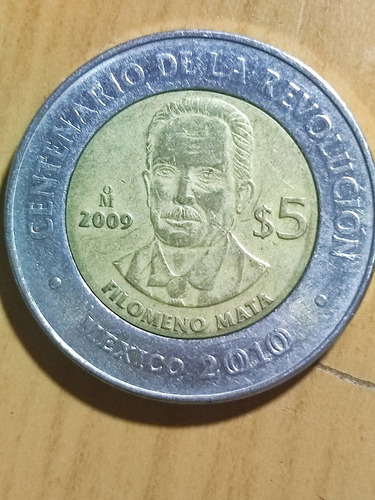 CENTENARIO DE LA REVOLUCIÓN
M̊
2009
$5
FILOMENO MATA
MEXICO 2010